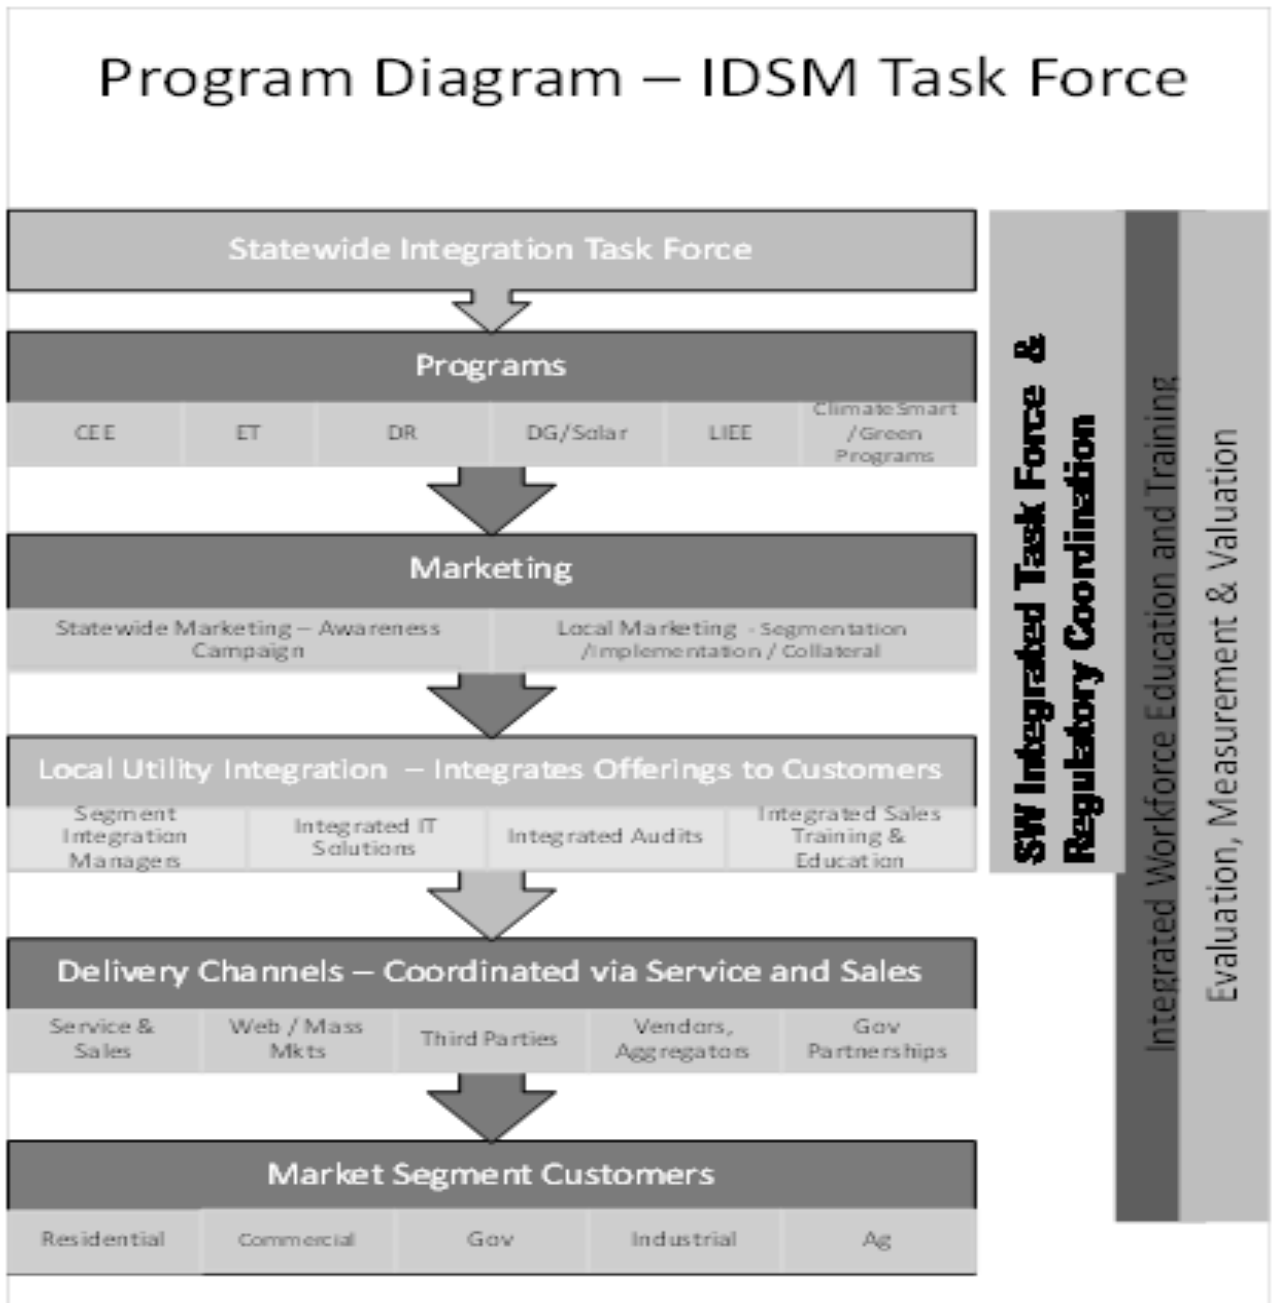 Program Diagram – IDSM Task Force
Statewide Integration Task Force
Programs
CEE
ET
DR
DG/Solar
LIEE
ClimateSmart
/Green
Programs
Marketing
Statewide Marketing – Awareness
Campaign
Local Marketing - Segmentation
/Implementation / Collateral
Local Utility Integration – Integrates Offerings to Customers
Segment
Integration
Managers
Integrated IT
Solutions
Integrated Audits
Integrated Sales
Training &
Education
Delivery Channels – Coordinated via Service and Sales
Service &
Sales
Web / Mass
Mkts
Third Parties
Vendors,
Aggregators
Gov
Partnerships
Market Segment Customers
Residential
Commercial
Gov
Industrial
Ag
SW Integrated Task Force &
Regulatory Coordination
Integrated Workforce Education and Training
Evaluation, Measurement & Valuation